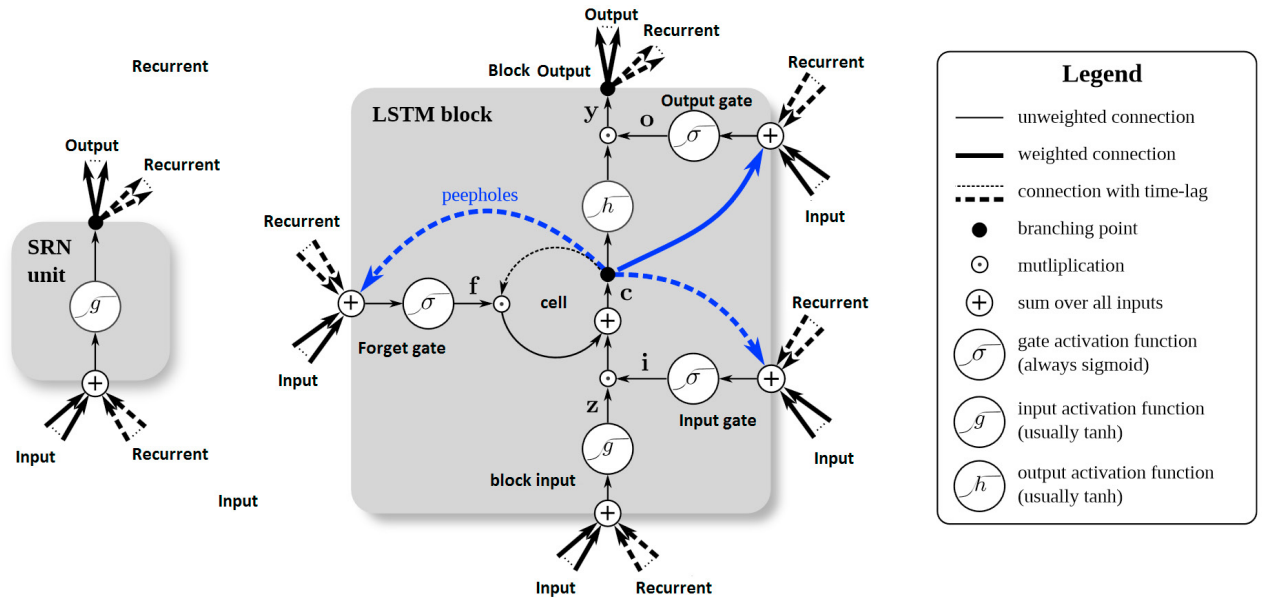 Recurrent
Output
Recurrent
SRN
unit
g
Input
Recurrent
Input
Output
Recurrent
Block Output
LSTM block
y
o
Output gate
σ
Recurrent
Input
h
peepholes
Recurrent
f
σ
cell
c
Forget gate
Input
i
σ
Input gate
Recurrent
Input
z
g
block input
Input
Recurrent
Legend
unweighted connection
weighted connection
connection with time-lag
branching point
mutliplication
sum over all inputs
σ
gate activation function
(always sigmoid)
g
input activation function
(usually tanh)
h
output activation function
(usually tanh)